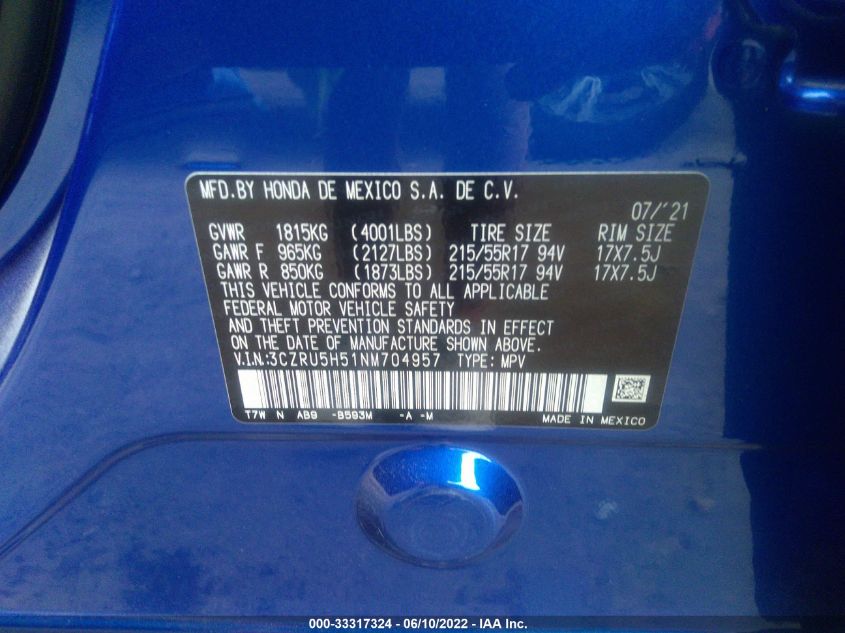 MFD.BY HONDA DE MEXICO S.A. DE C.V.
07/'21
GVWR 1815KG (4001LBS) TIRE SIZE RIM SIZE
GAWR F 965KG (2127LBS) 215/55R17 94V 17X7.5J
GAWR R 850KG (1873LBS) 215/55R17 94V 17X7.5J
THIS VEHICLE CONFORMS TO ALL APPLICABLE
FEDERAL MOTOR VEHICLE SAFETY
AND THEFT PREVENTION STANDARDS IN EFFECT
ON THE DATE OF MANUFACTURE SHOWN ABOVE.
V.I.N.:3CZRU5H51NM704957 TYPE: MPV
T7W N AB9 -B593M -A -M MADE IN MEXICO
000-33317324 - 06/10/2022 - IAA Inc.